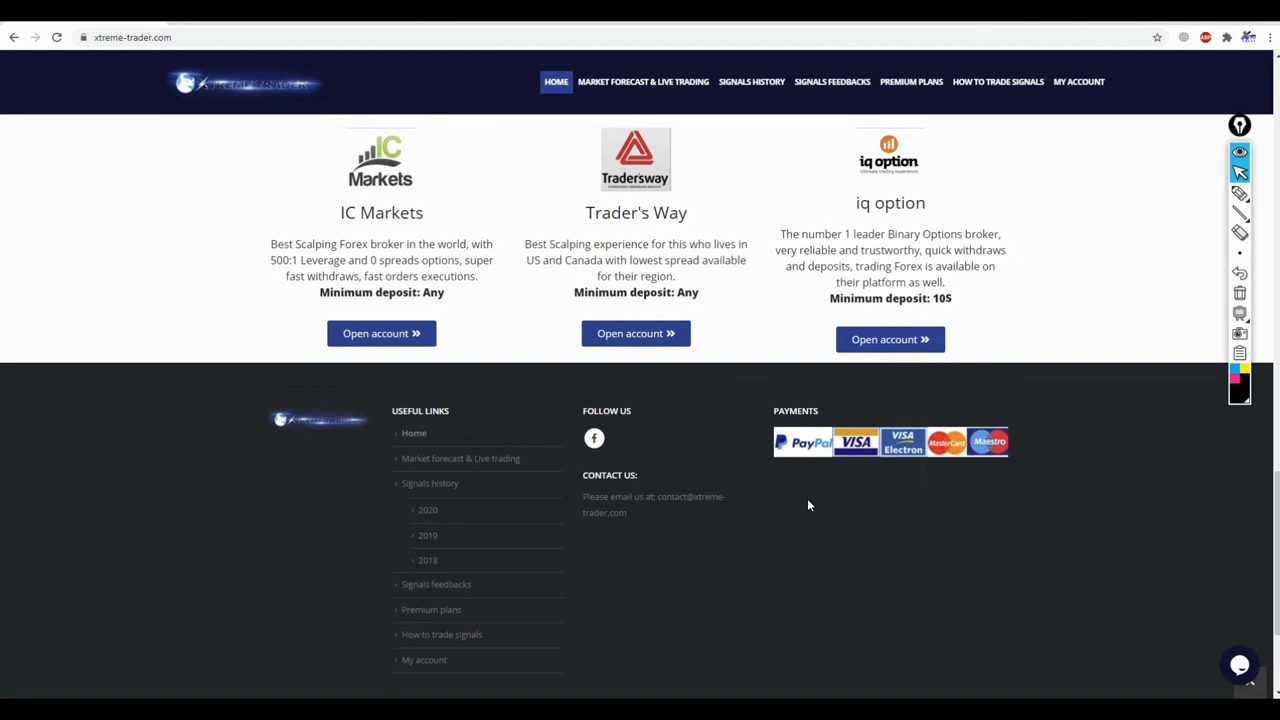 xtreme-trader.com
ABP
XTREME TRADER
HOME MARKET FORECAST & LIVE TRADING SIGNALS HISTORY SIGNALS FEEDBACKS PREMIUM PLANS HOW TO TRADE SIGNALS MY ACCOUNT
IC
Markets
IC Markets
Best Scalping Forex broker in the world, with
500:1 Leverage and 0 spreads options, super
fast withdraws, fast orders executions.
Minimum deposit: Any
Open account »
Tradersway
Trader's Way
Best Scalping experience for this who lives in
US and Canada with lowest spread available
for their region.
Minimum deposit: Any
Open account »
iq option
Ultimate trading experience
iq option
The number 1 leader Binary Options broker,
very reliable and trustworthy, quick withdraws
and deposits, trading Forex is available on
their platform as well.
Minimum deposit: 10$
Open account »
USEFUL LINKS
Home
Market forecast & Live trading
Signals history
2020
2019
2018
Signals feedbacks
Premium plans
How to trade signals
My account
FOLLOW US
f
CONTACT US:
Please email us at: contact@xtreme-
trader.com
PAYMENTS
PayPal VISA VISA Electron MasterCard Maestro